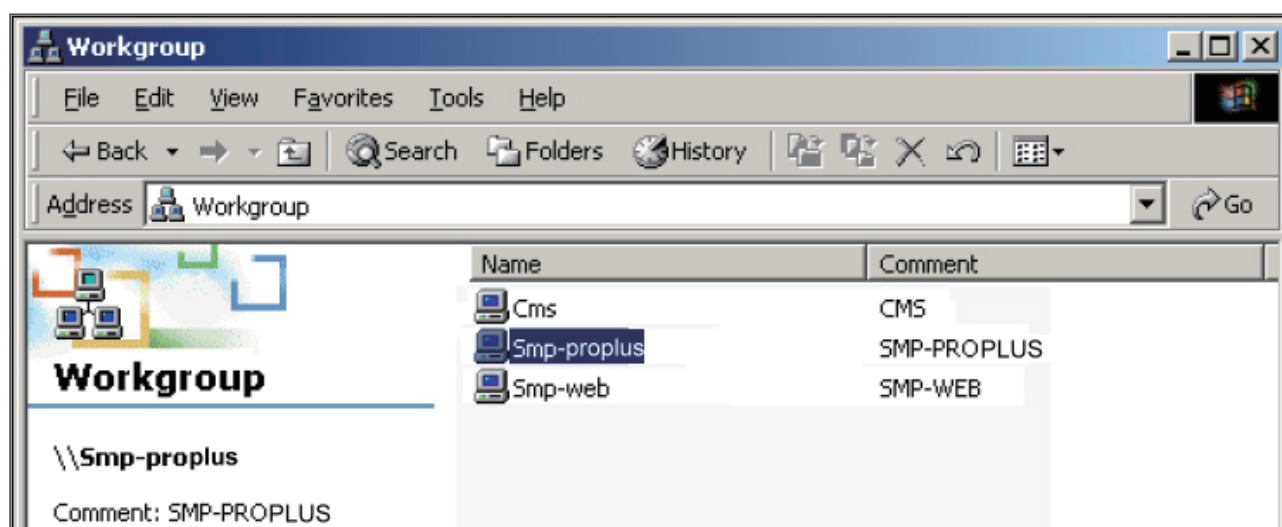 Workgroup
File Edit View Favorites Tools Help
Back Search Folders History
Address Workgroup Go
Name Comment
Cms CMS
Smp-proplus SMP-PROPLUS
Smp-web SMP-WEB
Workgroup
\\Smp-proplus
Comment: SMP-PROPLUS